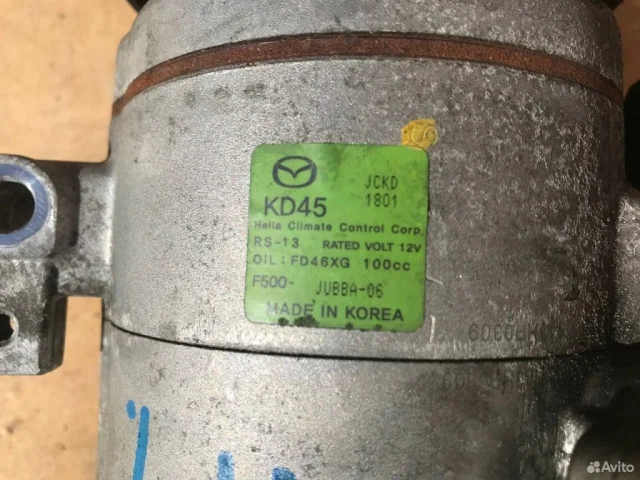 JCKD
KD45 1801
Halla Climate Control Corp.
RS-13 RATED VOLT 12V
OIL: FD46XG 100cc
F500- JUBBA-06
MADE IN KOREA
Avito